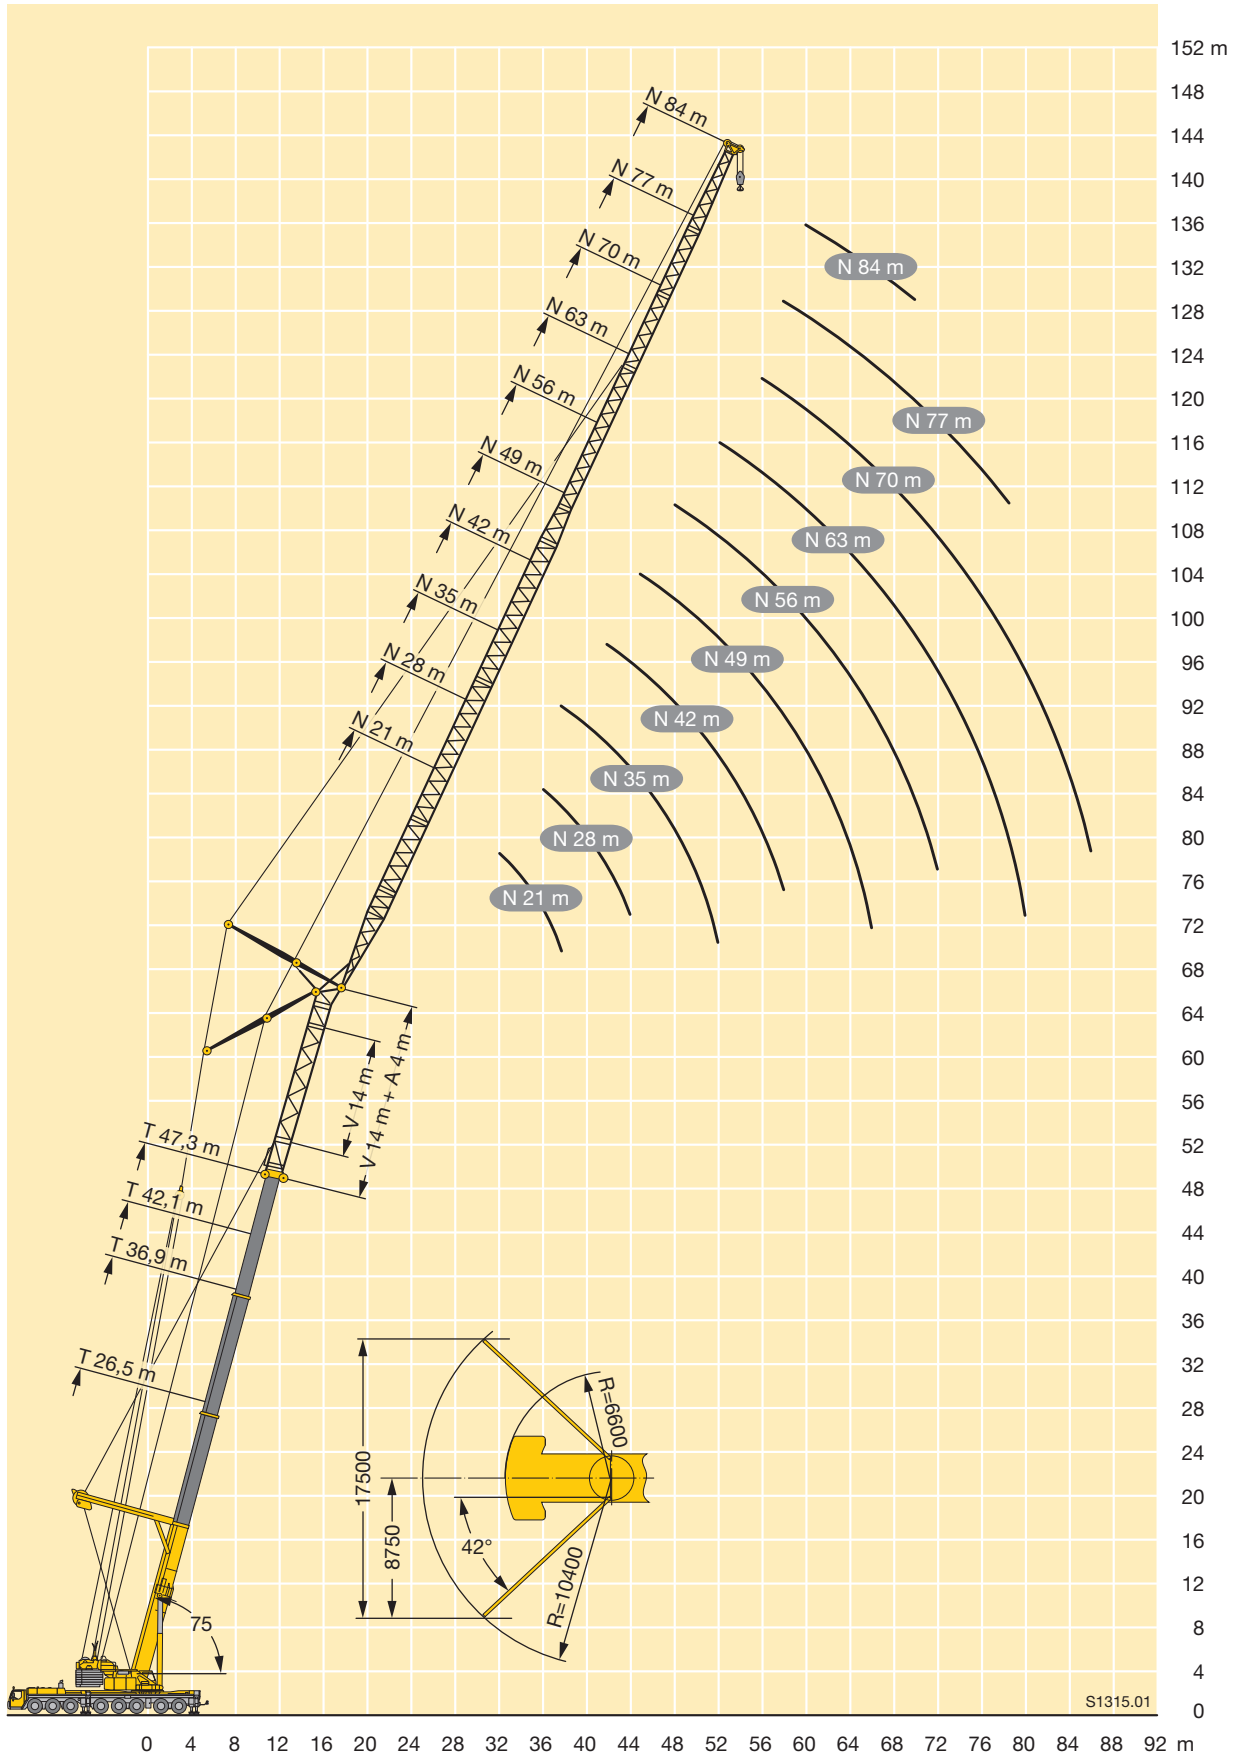 152 m
148
144
140
136
132
128
124
120
116
112
108
104
100
96
92
88
84
80
76
72
68
64
60
56
52
48
44
40
36
32
28
24
20
16
12
8
4
0
N 84 m
N 77 m
N 70 m
N 63 m
N 56 m
N 49 m
N 42 m
N 35 m
N 28 m
N 21 m
N 84 m
N 77 m
N 70 m
N 63 m
N 56 m
N 49 m
N 42 m
N 35 m
N 28 m
N 21 m
V 14 m
V 14 m + A 4 m
T 47,3 m
T 42,1 m
T 36,9 m
T 26,5 m
75
17500
8750
42°
R=6600
R=10400
S1315.01
0 4 8 12 16 20 24 28 32 36 40 44 48 52 56 60 64 68 72 76 80 84 88 92 m